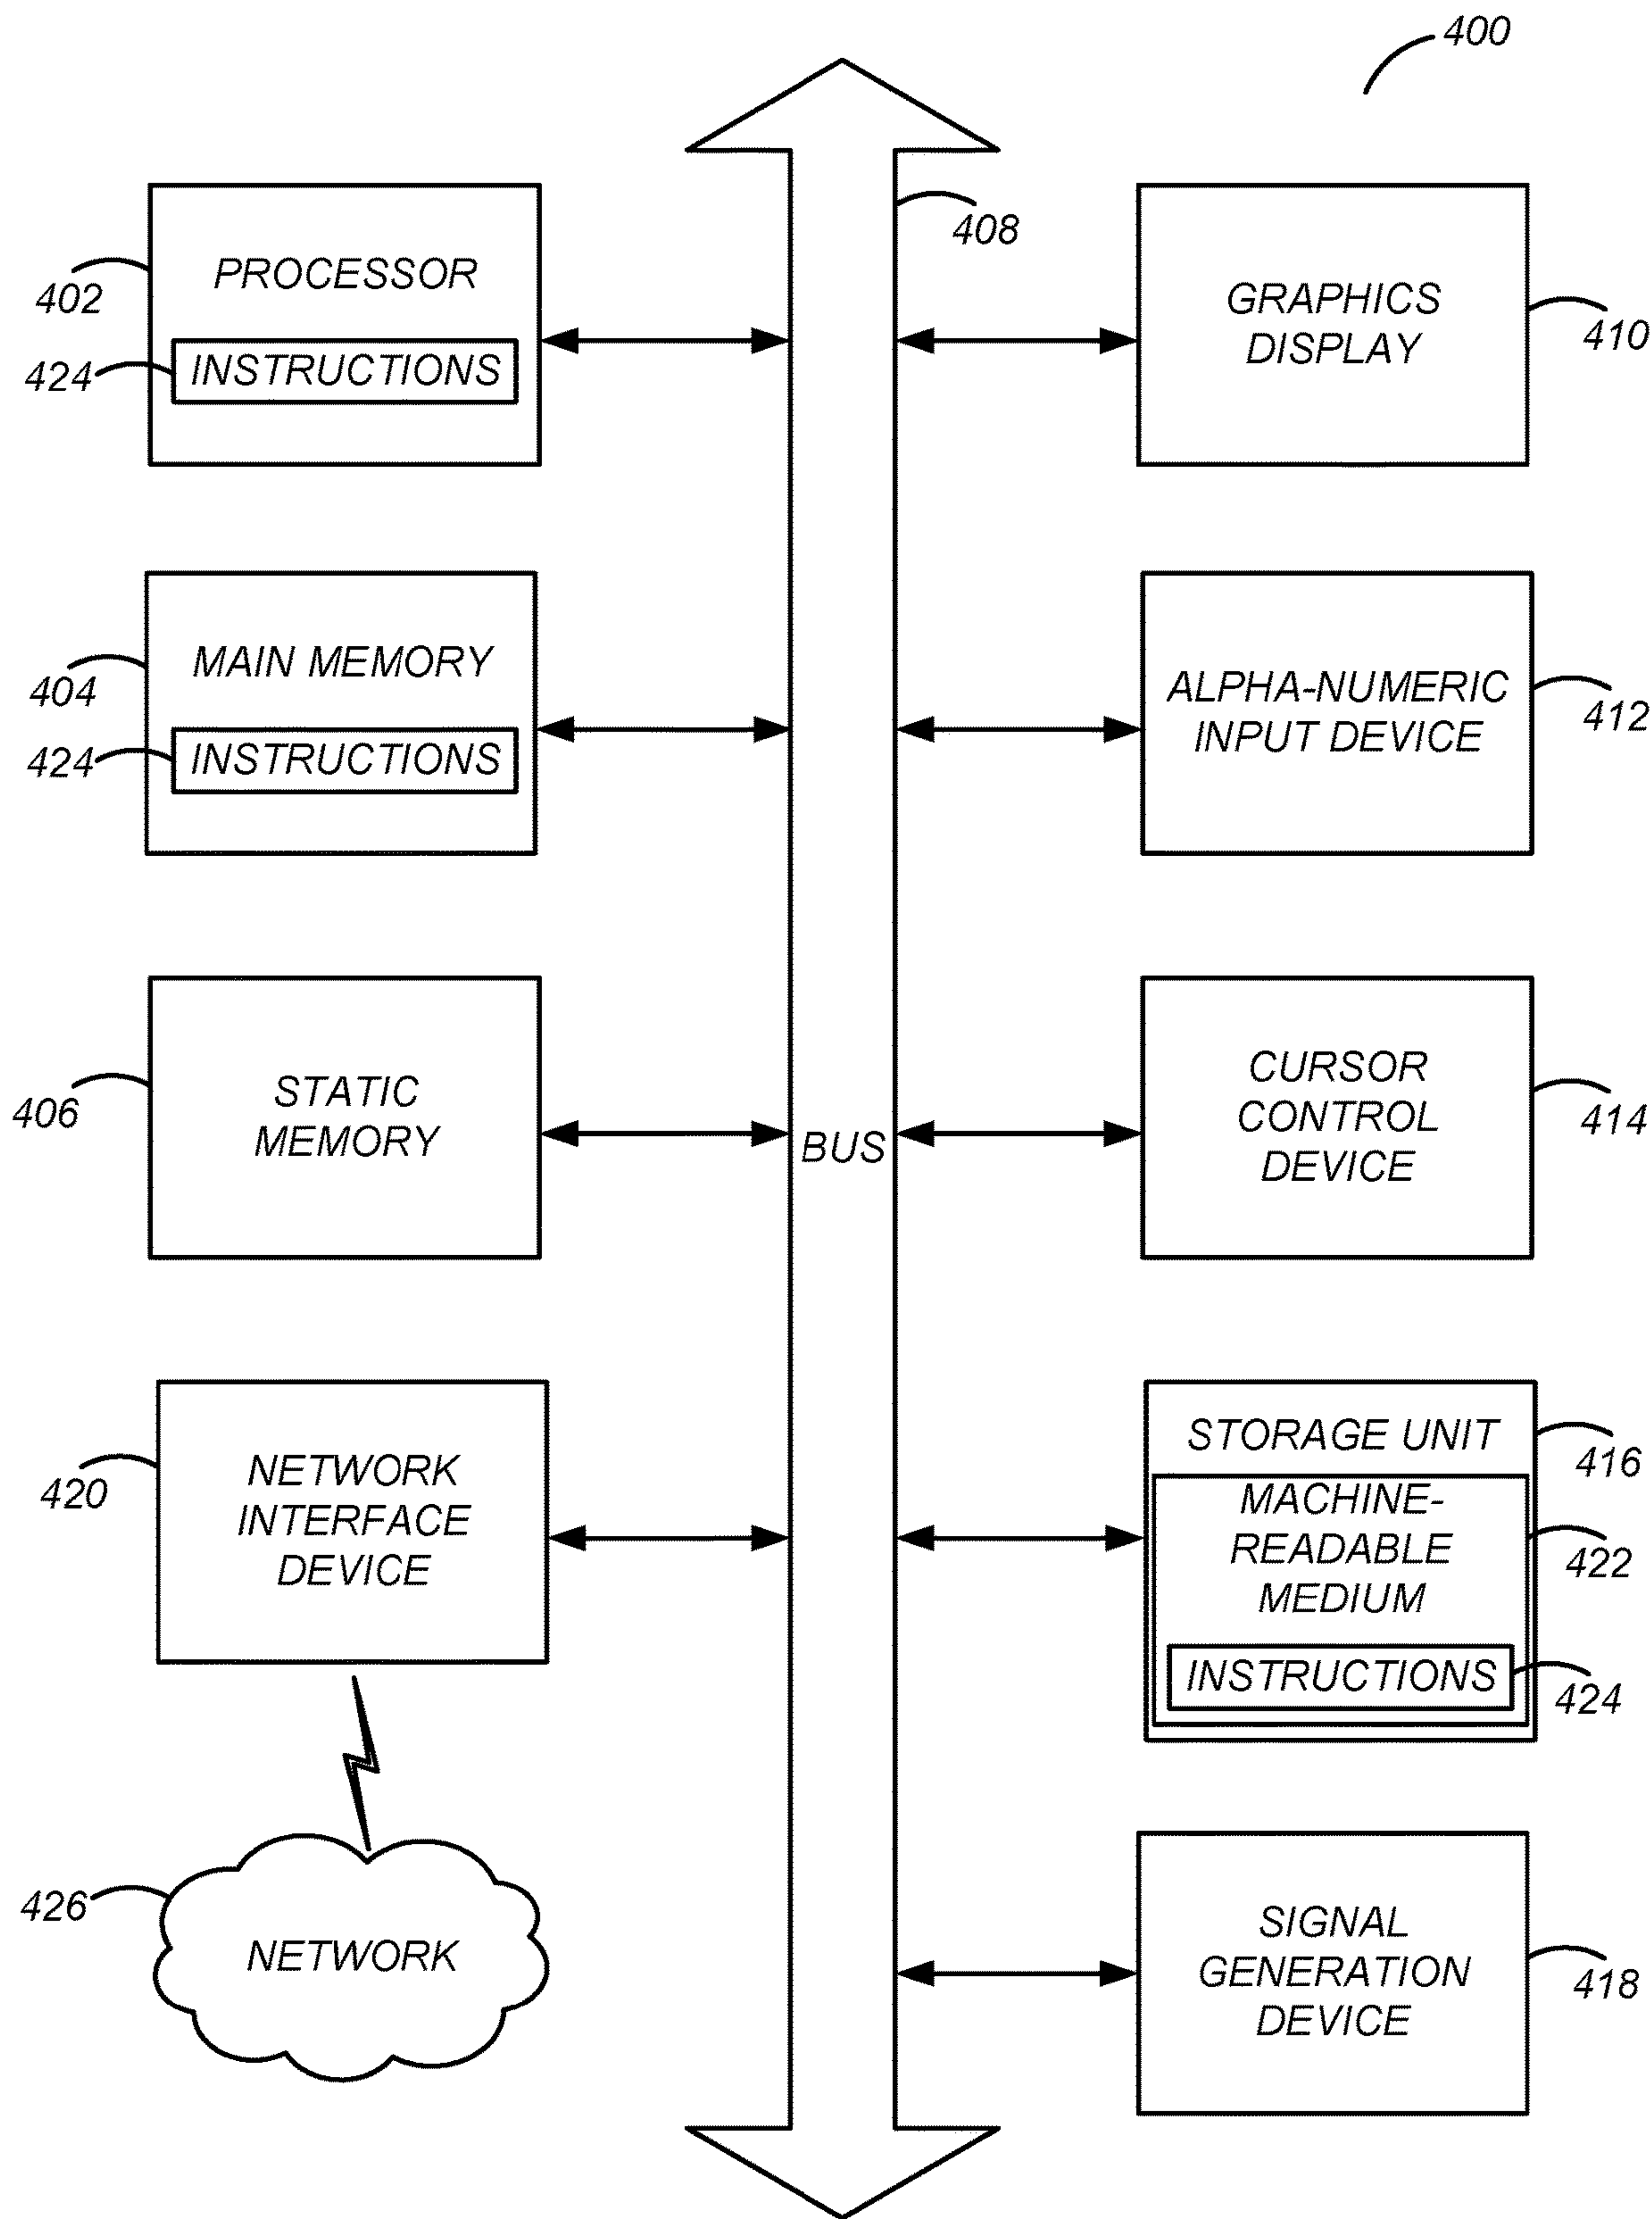 400
408
PROCESSOR
402
INSTRUCTIONS
424
GRAPHICS
DISPLAY
410
MAIN MEMORY
404
INSTRUCTIONS
424
ALPHA-NUMERIC
INPUT DEVICE
412
STATIC
MEMORY
406
BUS
CURSOR
CONTROL
DEVICE
414
NETWORK
INTERFACE
DEVICE
420
STORAGE UNIT
416
MACHINE-
READABLE
MEDIUM
422
INSTRUCTIONS
424
426
NETWORK
SIGNAL
GENERATION
DEVICE
418